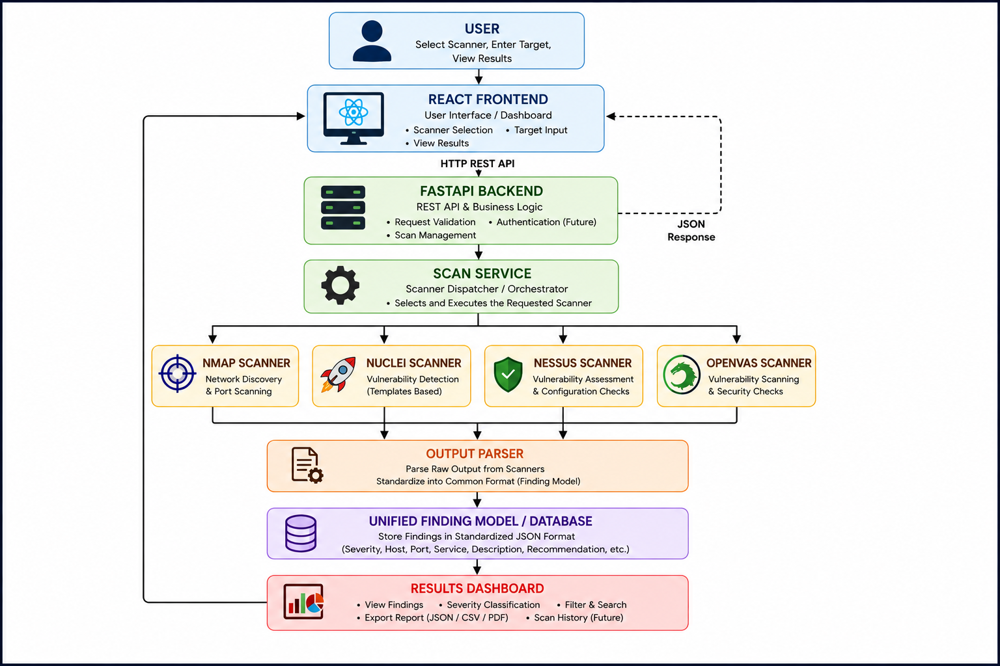 USER
Select Scanner, Enter Target,
View Results
REACT FRONTEND
User Interface / Dashboard
• Scanner Selection • Target Input
• View Results
HTTP REST API
FASTAPI BACKEND
REST API & Business Logic
• Request Validation • Authentication (Future)
• Scan Management
JSON
Response
SCAN SERVICE
Scanner Dispatcher / Orchestrator
• Selects and Executes the Requested Scanner
NMAP SCANNER
Network Discovery
& Port Scanning
NUCLEI SCANNER
Vulnerability Detection
(Templates Based)
NESSUS SCANNER
Vulnerability Assessment
& Configuration Checks
OPENVAS SCANNER
Vulnerability Scanning
& Security Checks
OUTPUT PARSER
Parse Raw Output from Scanners
Standardize into Common Format (Finding Model)
UNIFIED FINDING MODEL / DATABASE
Store Findings in Standardized JSON Format
(Severity, Host, Port, Service, Description, Recommendation, etc.)
RESULTS DASHBOARD
• View Findings • Severity Classification • Filter & Search
• Export Report (JSON / CSV / PDF) • Scan History (Future)